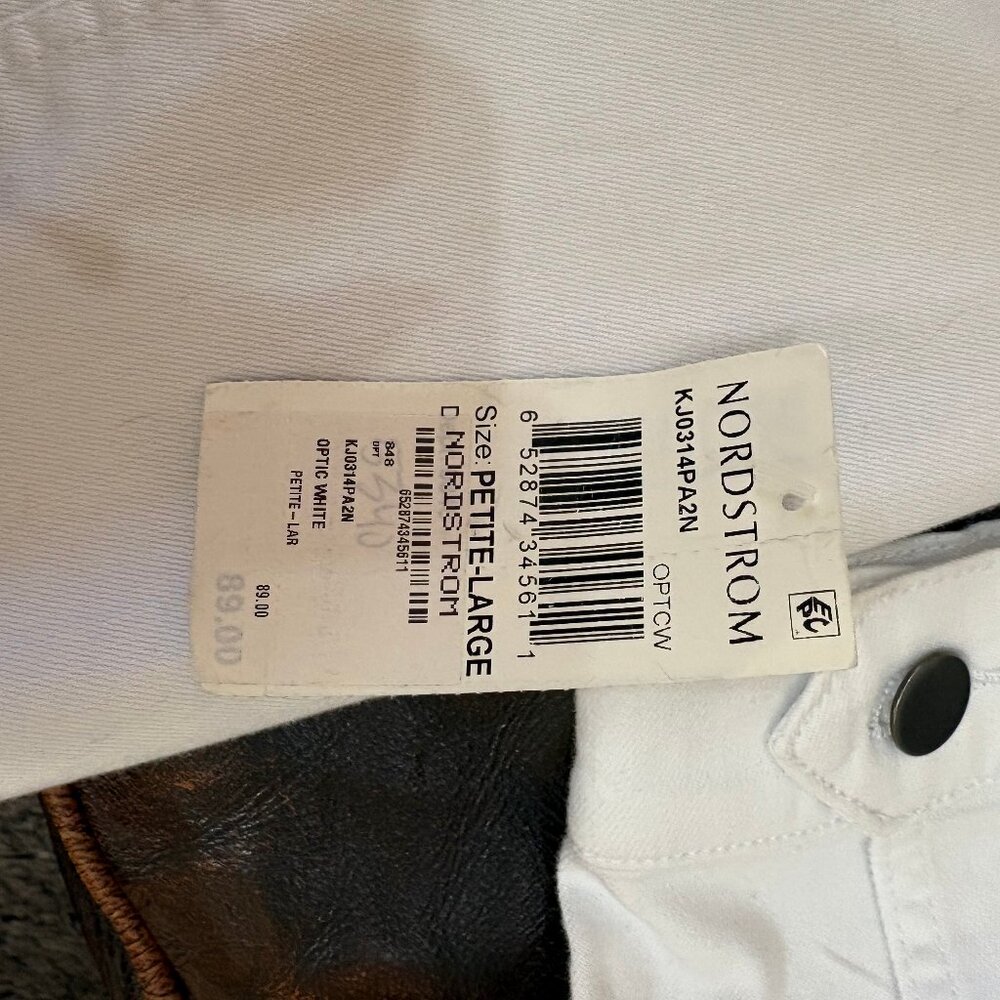 NORDSTROM
KJ0314PA2N
OPTCW
6 52874 34561 1
Size: PETITE-LARGE
D NORDSTROM
652874345611
848
OPT
KJ0314PA2N
OPTIC WHITE
PETITE-LAR
89.00
89.00